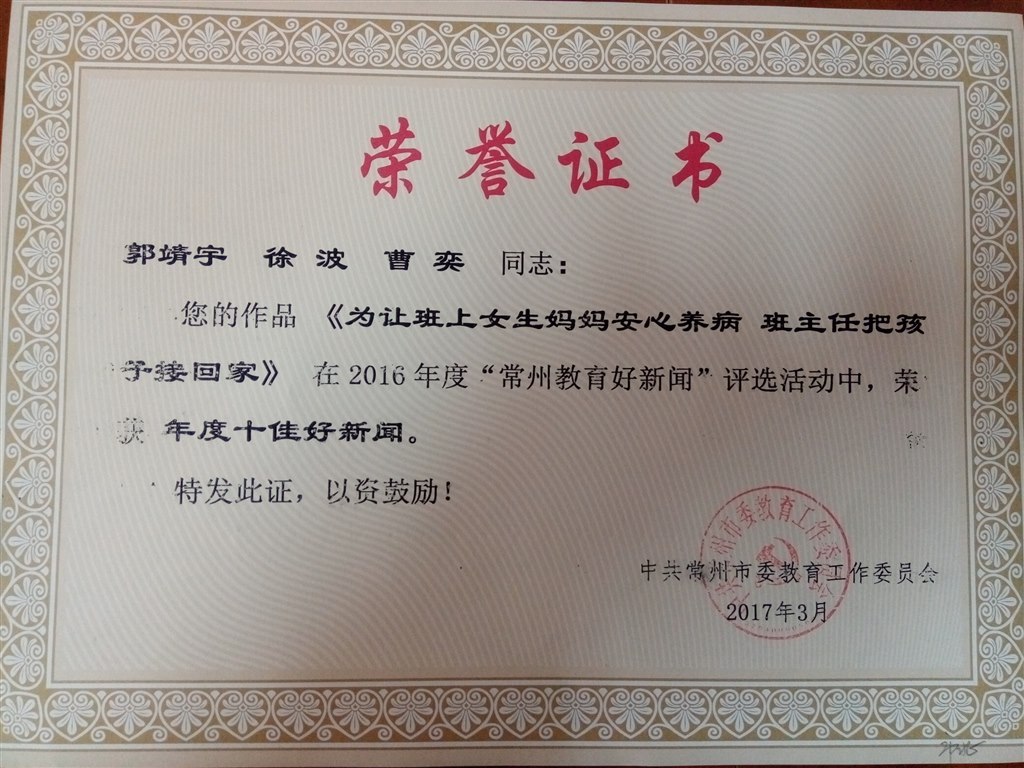 荣誉证书
郭靖宇 徐波 曹奕 同志：
您的作品 《为让班上女生妈妈安心养病 班主任把孩
子接回家》 在2016年度“常州教育好新闻”评选活动中，荣
获 年度十佳好新闻。
特发此证，以资鼓励！
中共常州市委教育工作委员会
2017年3月